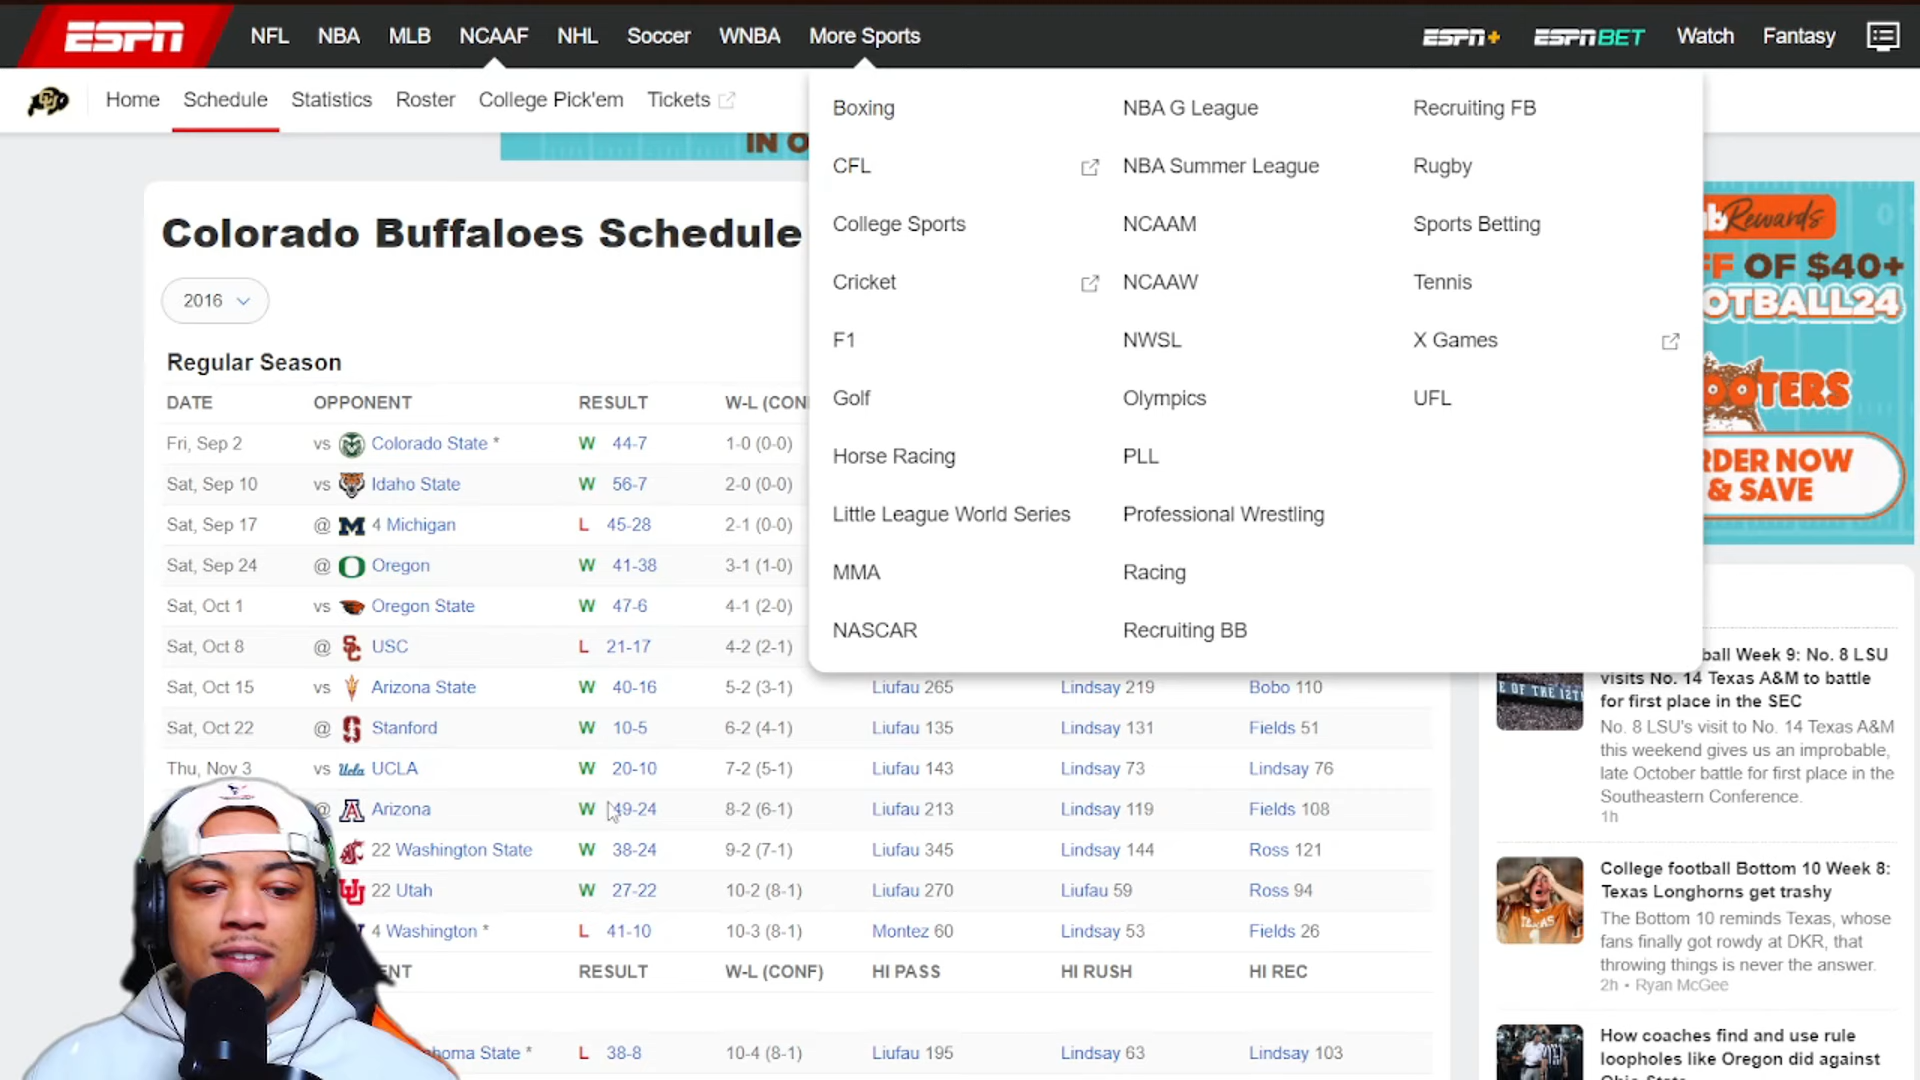 ESPN NFL NBA MLB NCAAF NHL Soccer WNBA More Sports ESPN+ ESPN BET Watch Fantasy
Home Schedule Statistics Roster College Pick'em Tickets
Boxing NBA G League Recruiting FB
CFL NBA Summer League Rugby
College Sports NCAAM Sports Betting
Cricket NCAAW Tennis
F1 NWSL X Games
Golf Olympics UFL
Horse Racing PLL
Little League World Series Professional Wrestling
MMA Racing
NASCAR Recruiting BB
IN O
Colorado Buffaloes Schedule
2016
Regular Season
DATE OPPONENT RESULT W-L (CON
Fri, Sep 2 vs Colorado State * W 44-7 1-0 (0-0)
Sat, Sep 10 vs Idaho State W 56-7 2-0 (0-0)
Sat, Sep 17 @ 4 Michigan L 45-28 2-1 (0-0)
Sat, Sep 24 @ Oregon W 41-38 3-1 (1-0)
Sat, Oct 1 vs Oregon State W 47-6 4-1 (2-0)
Sat, Oct 8 @ USC L 21-17 4-2 (2-1)
Sat, Oct 15 vs Arizona State W 40-16 5-2 (3-1) Liufau 265 Lindsay 219 Bobo 110
Sat, Oct 22 @ Stanford W 10-5 6-2 (4-1) Liufau 135 Lindsay 131 Fields 51
Thu, Nov 3 vs Ucla UCLA W 20-10 7-2 (5-1) Liufau 143 Lindsay 73 Lindsay 76
@ Arizona W 49-24 8-2 (6-1) Liufau 213 Lindsay 119 Fields 108
22 Washington State W 38-24 9-2 (7-1) Liufau 345 Lindsay 144 Ross 121
22 Utah W 27-22 10-2 (8-1) Liufau 270 Liufau 59 Ross 94
4 Washington * L 41-10 10-3 (8-1) Montez 60 Lindsay 53 Fields 26
ENT RESULT W-L (CONF) HI PASS HI RUSH HI REC
homa State * L 38-8 10-4 (8-1) Liufau 195 Lindsay 63 Lindsay 103
b Rewards
FF OF $40+
OTBALL24
OOTERS
RDER NOW
& SAVE
ball Week 9: No. 8 LSU
visits No. 14 Texas A&M to battle
for first place in the SEC
No. 8 LSU's visit to No. 14 Texas A&M
this weekend gives us an improbable,
late October battle for first place in the
Southeastern Conference.
1h
College football Bottom 10 Week 8:
Texas Longhorns get trashy
The Bottom 10 reminds Texas, whose
fans finally got rowdy at DKR, that
throwing things is never the answer.
2h • Ryan McGee
How coaches find and use rule
loopholes like Oregon did against
Ohio State